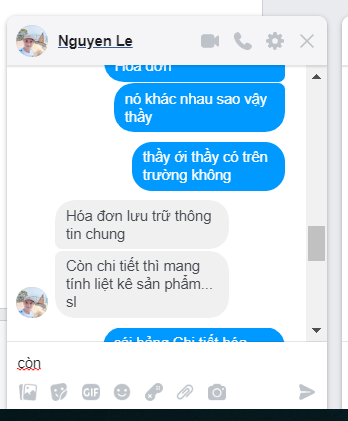 Nguyen Le
Hóa đơn
nó khác nhau sao vậy
thầy
thầy ới thầy có trên
trường không
Hóa đơn lưu trữ thông
tin chung
Còn chi tiết thì mang
tính liệt kê sản phẩm...
sl
cái bảng Chi tiết hóa
còn
GIF